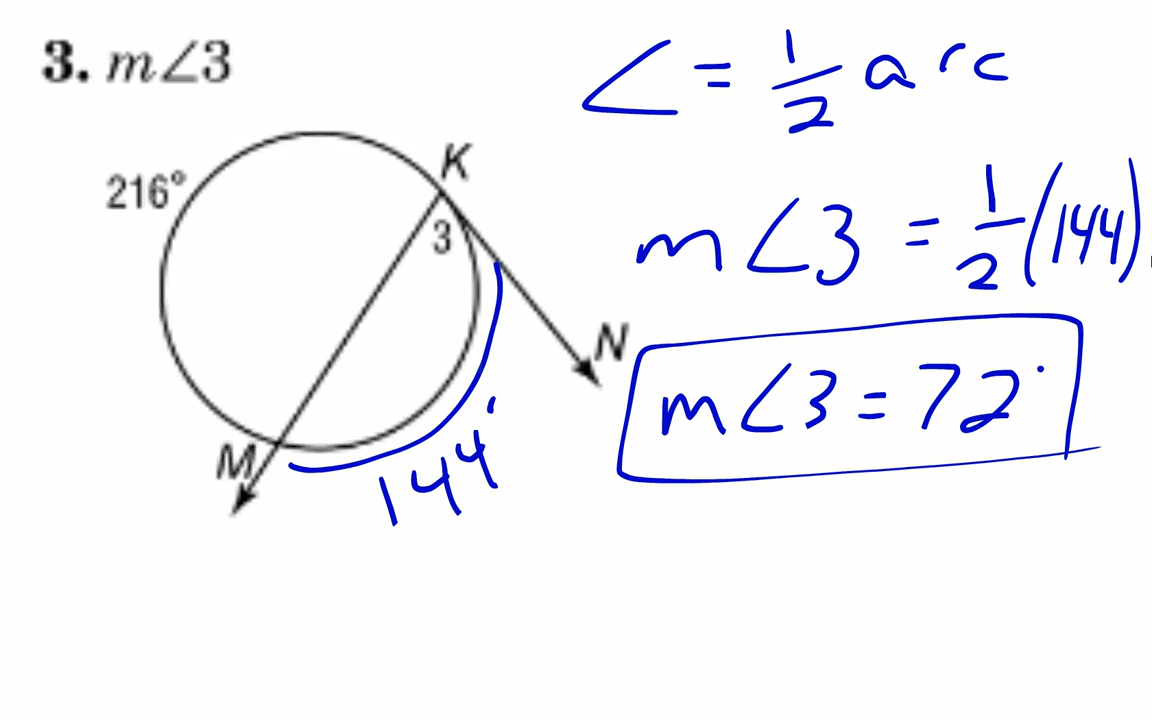 3. m∠3
∠ = 1/2 arc
216°
K
3
m∠3 = 1/2 (144).
N
m∠3 = 72°
M
144°